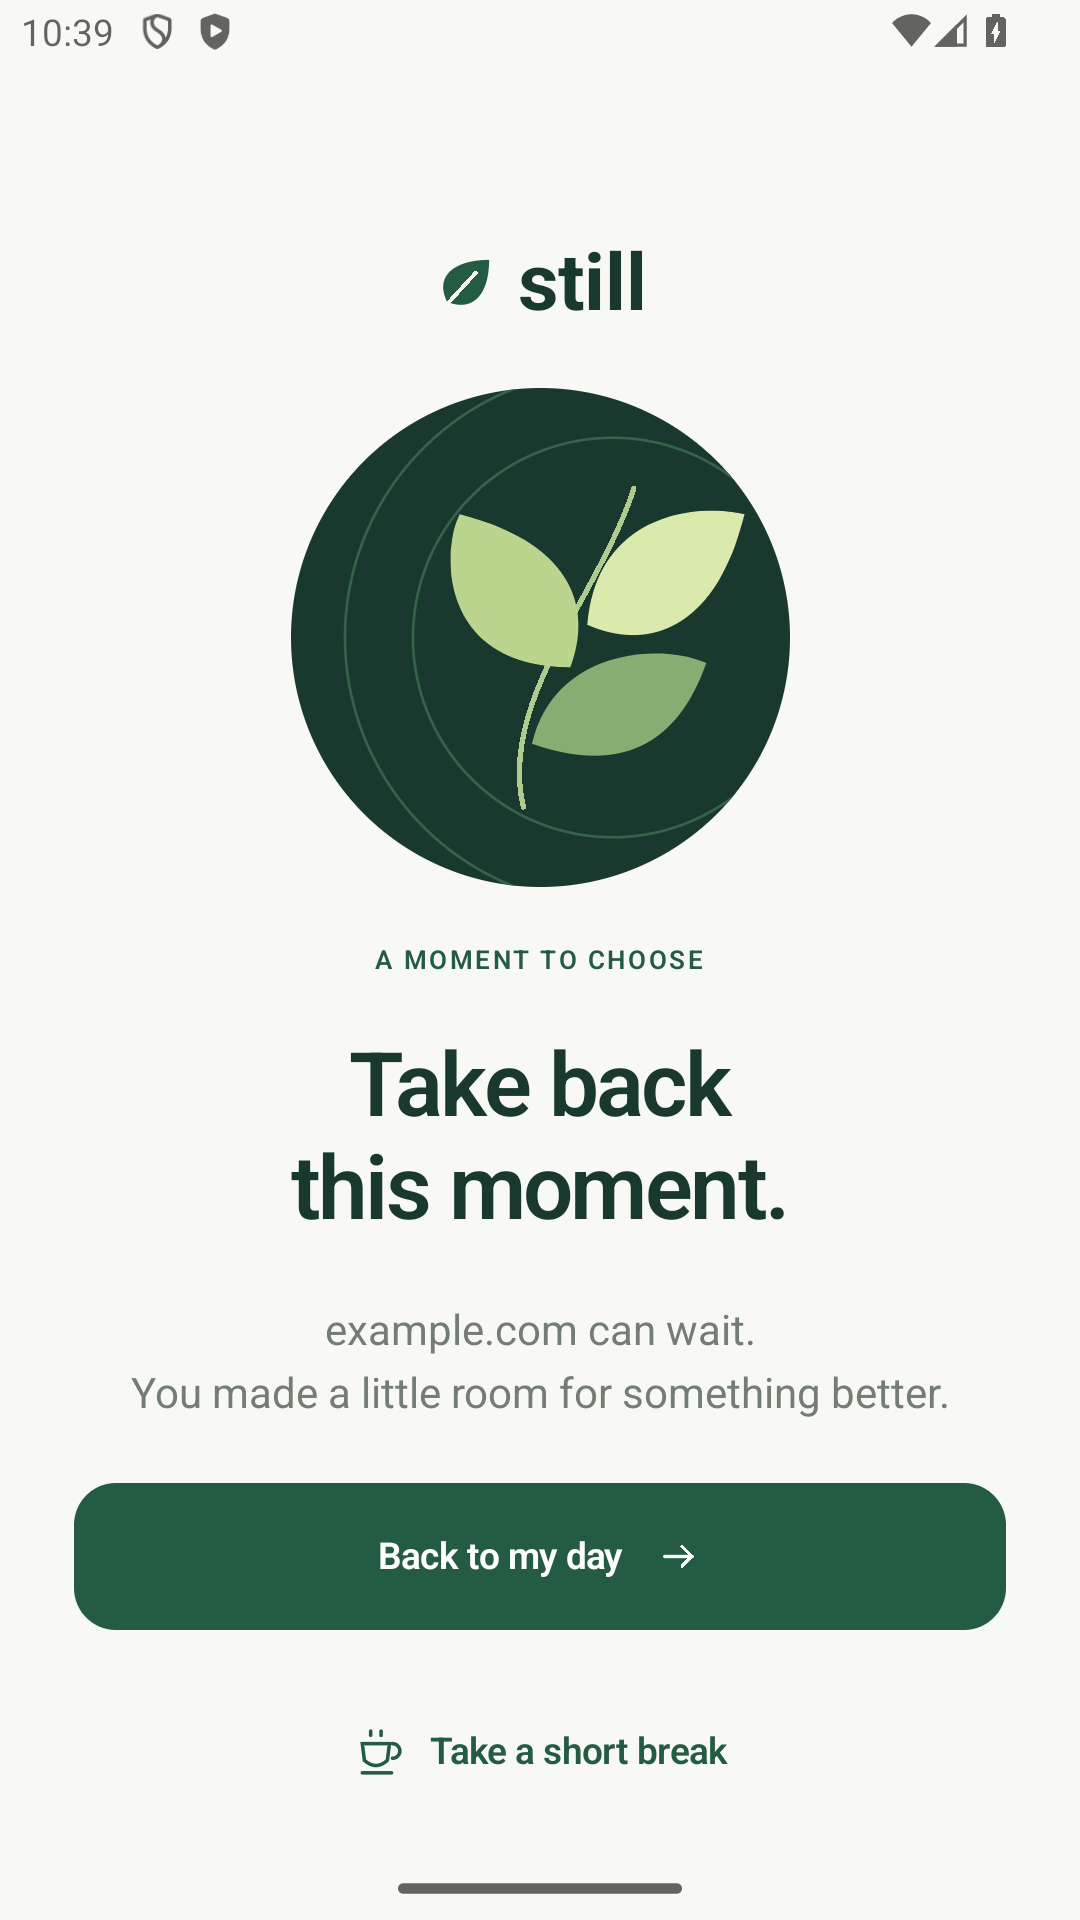 10:39
still
A MOMENT TO CHOOSE
Take back
this moment.
example.com can wait.
You made a little room for something better.
Back to my day
Take a short break